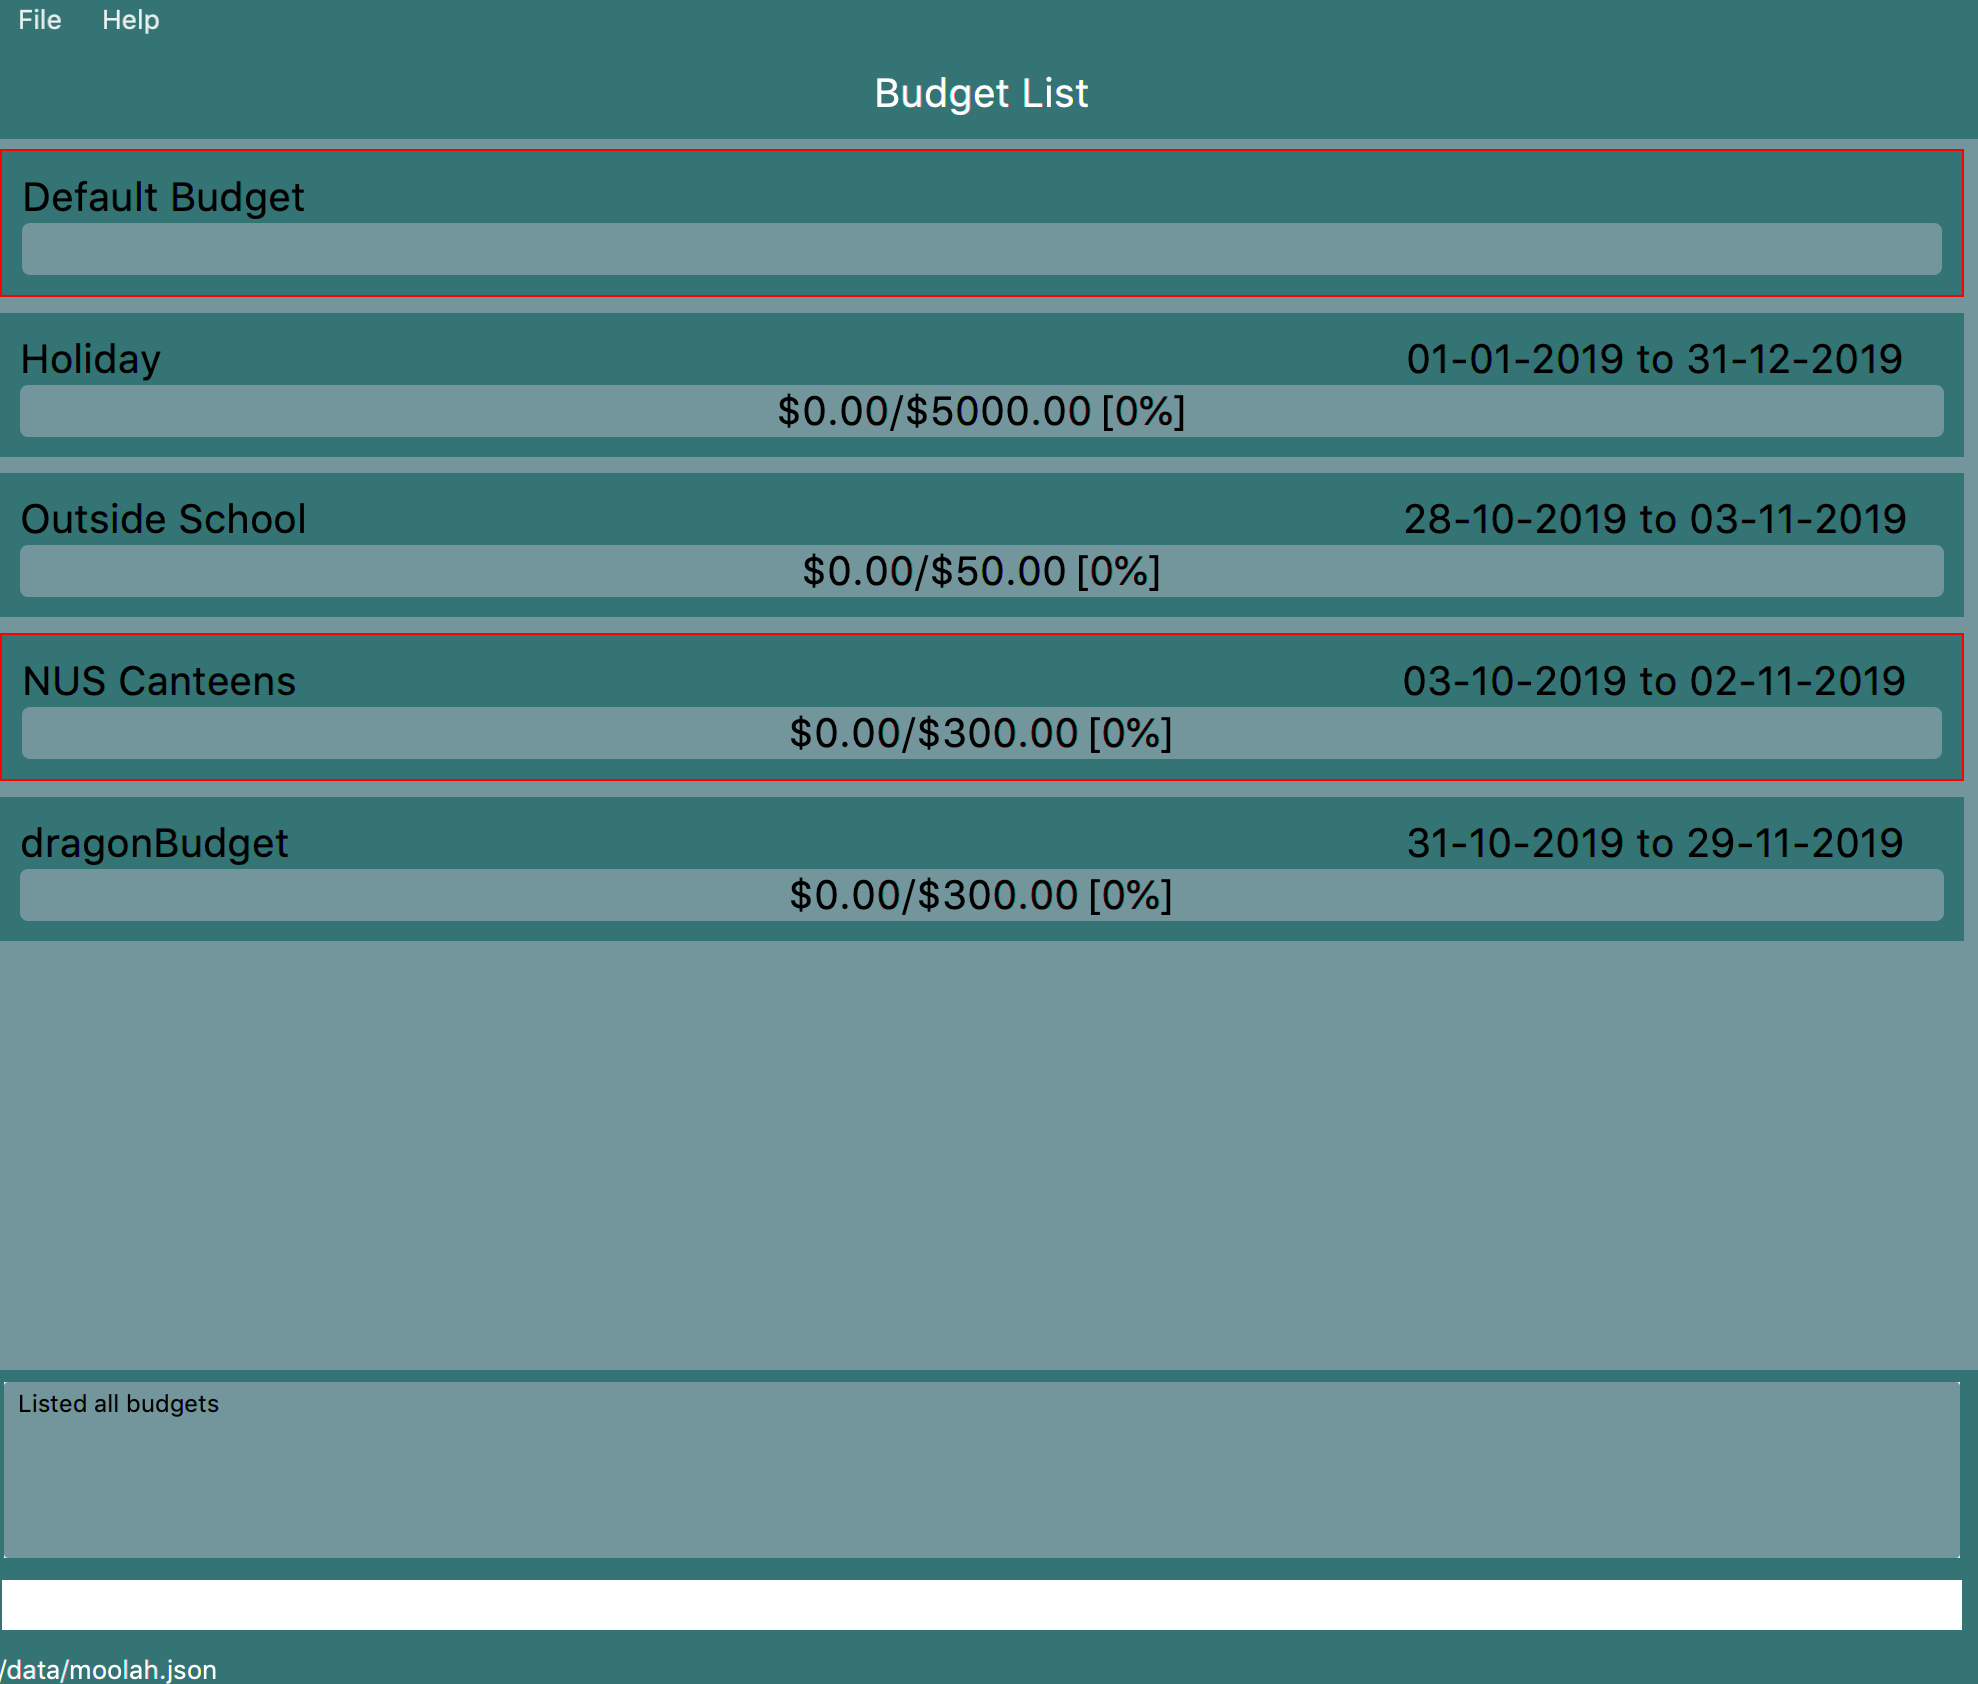 File Help
Budget List
Default Budget
Holiday 01-01-2019 to 31-12-2019
$0.00/$5000.00 [0%]
Outside School 28-10-2019 to 03-11-2019
$0.00/$50.00 [0%]
NUS Canteens 03-10-2019 to 02-11-2019
$0.00/$300.00 [0%]
dragonBudget 31-10-2019 to 29-11-2019
$0.00/$300.00 [0%]
Listed all budgets
/data/moolah.json